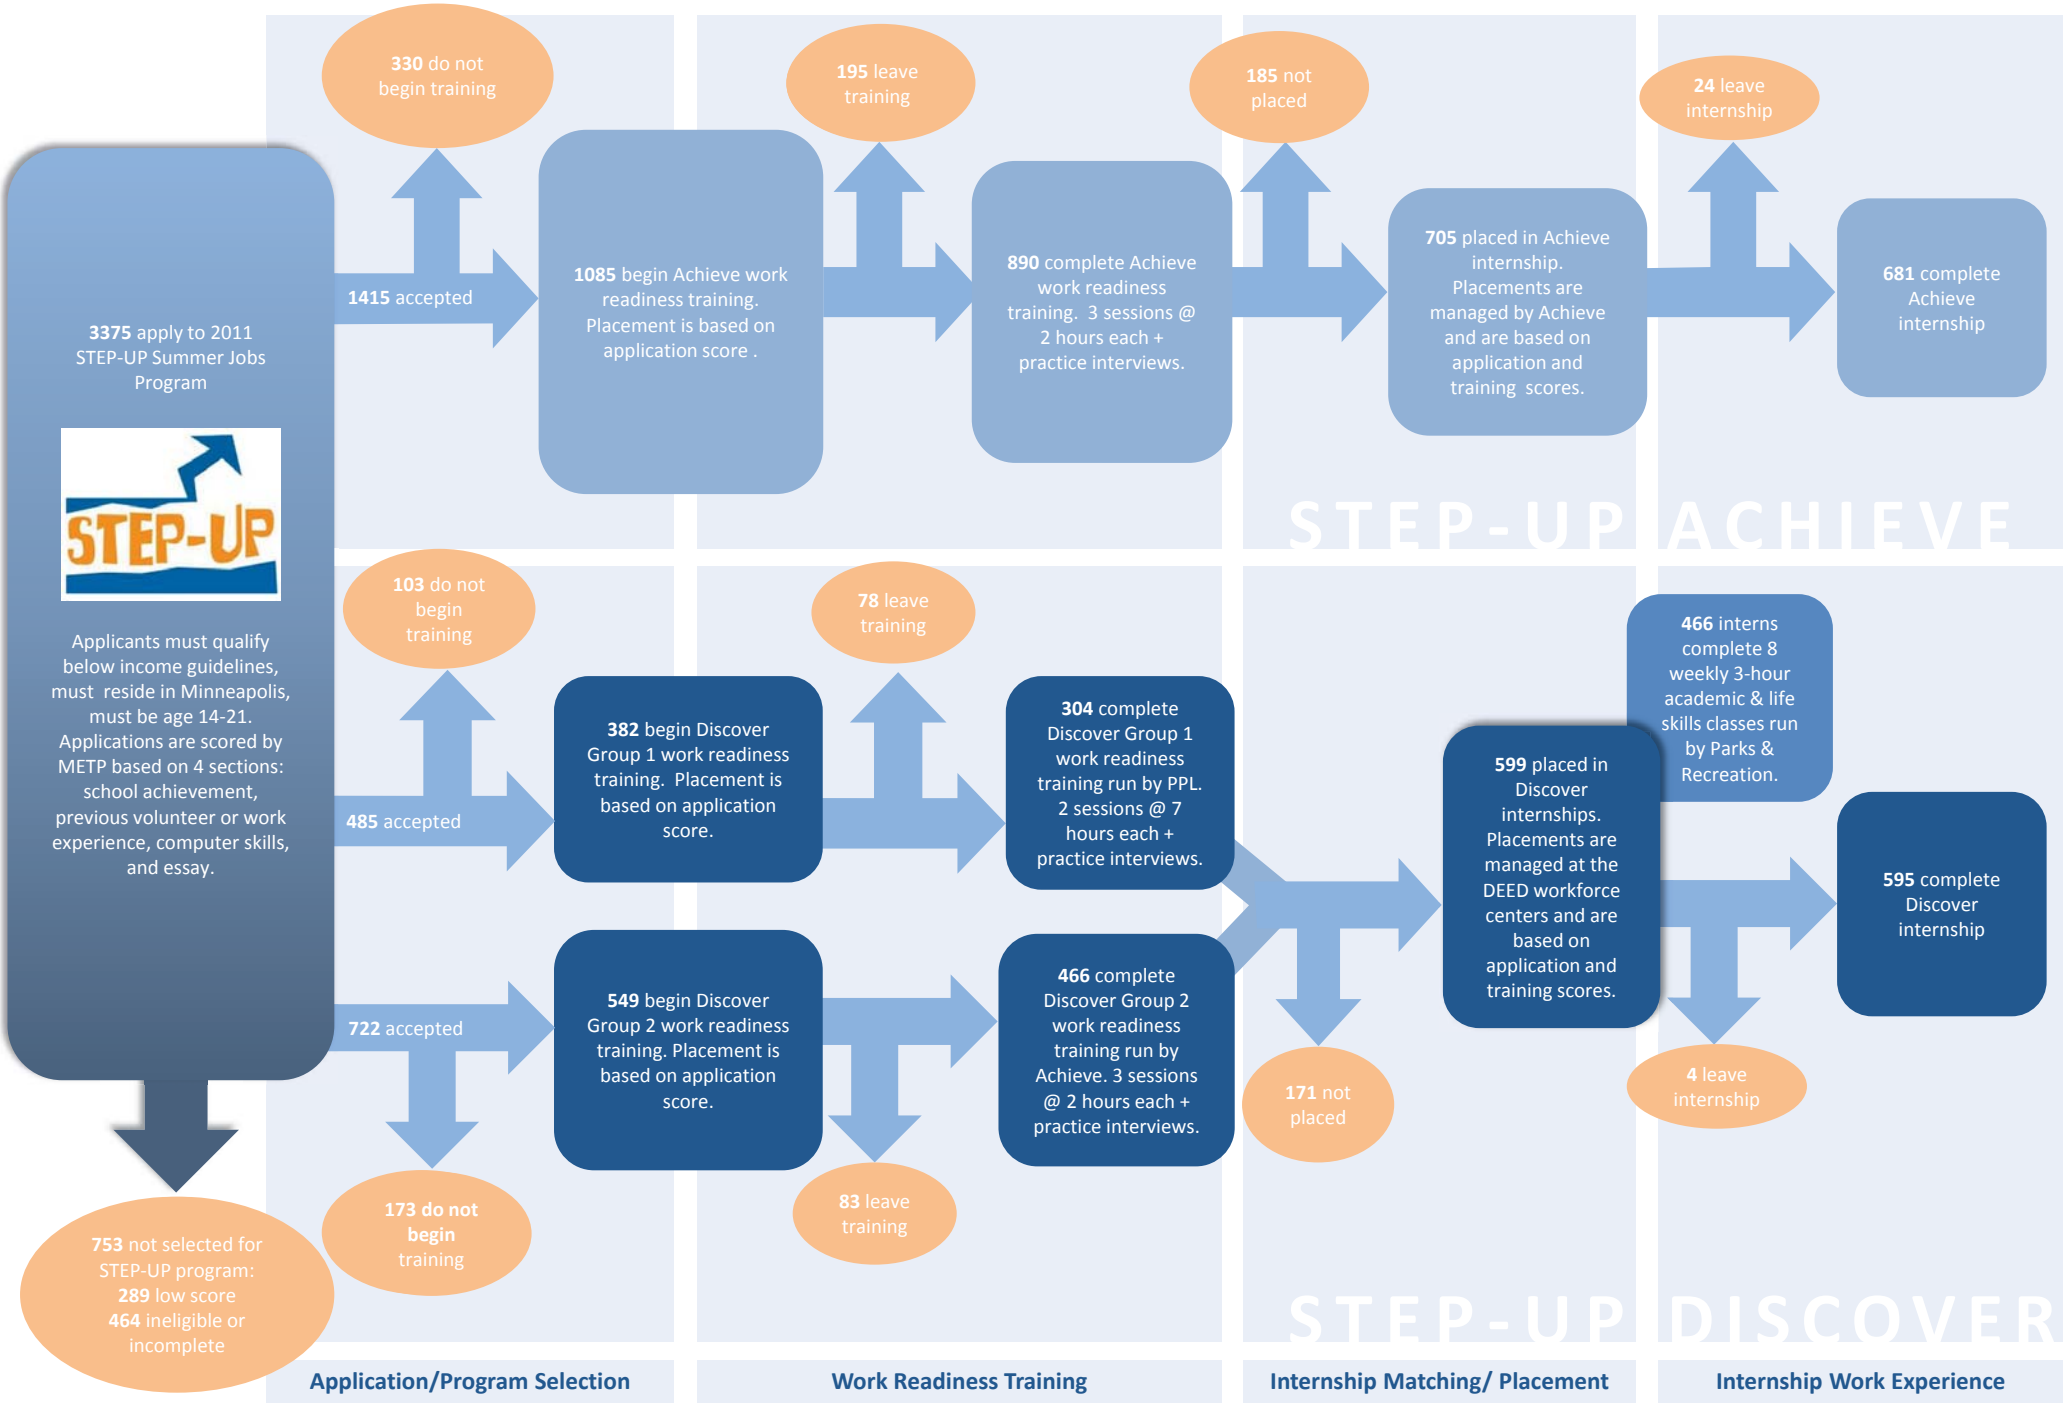 3375 apply to 2011
STEP-UP Summer Jobs
Program
STEP-UP
Applicants must qualify
below income guidelines,
must reside in Minneapolis,
must be age 14-21.
Applications are scored by
METP based on 4 sections:
school achievement,
previous volunteer or work
experience, computer skills,
and essay.
753 not selected for
STEP-UP program:
289 low score
464 ineligible or
incomplete
330 do not
begin training
1415 accepted
1085 begin Achieve work
readiness training.
Placement is based on
application score .
195 leave
training
890 complete Achieve
work readiness
training. 3 sessions @
2 hours each +
practice interviews.
185 not
placed
705 placed in Achieve
internship.
Placements are
managed by Achieve
and are based on
application and
training scores.
24 leave
internship
681 complete
Achieve
internship
STEP-UP ACHIEVE
103 do not
begin
training
485 accepted
382 begin Discover
Group 1 work readiness
training. Placement is
based on application
score.
78 leave
training
304 complete
Discover Group 1
work readiness
training run by PPL.
2 sessions @ 7
hours each +
practice interviews.
722 accepted
173 do not
begin
training
549 begin Discover
Group 2 work readiness
training. Placement is
based on application
score.
83 leave
training
466 complete
Discover Group 2
work readiness
training run by
Achieve. 3 sessions
@ 2 hours each +
practice interviews.
171 not
placed
599 placed in
Discover
internships.
Placements are
managed at the
DEED workforce
centers and are
based on
application and
training scores.
466 interns
complete 8
weekly 3-hour
academic & life
skills classes run
by Parks &
Recreation.
4 leave
internship
595 complete
Discover
internship
STEP-UP DISCOVER
Application/Program Selection
Work Readiness Training
Internship Matching/ Placement
Internship Work Experience